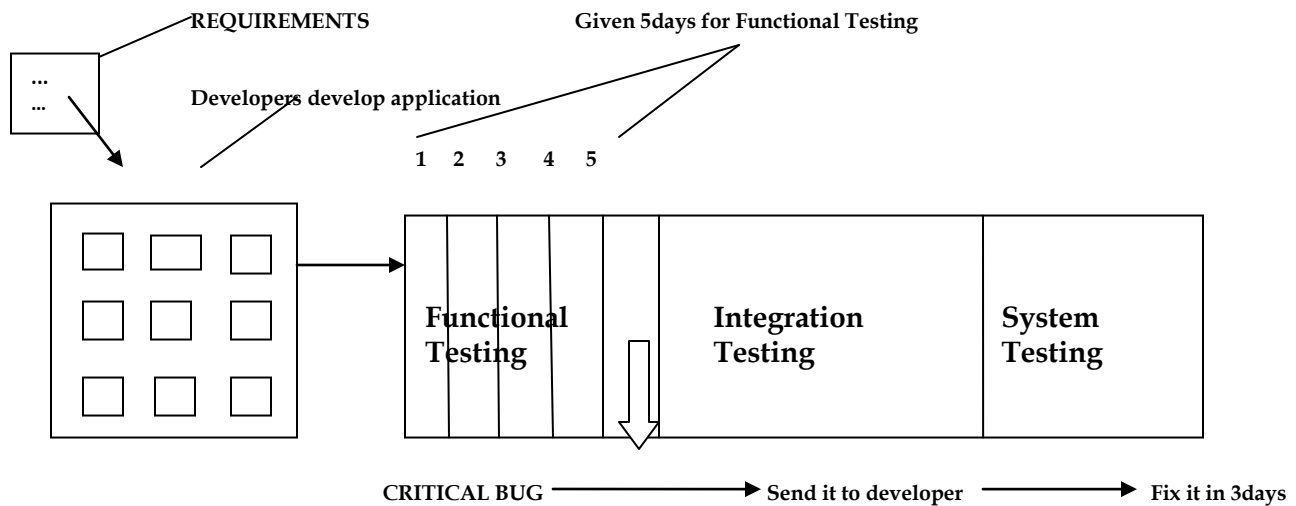 REQUIREMENTS
Given 5days for Functional Testing
...
...
Developers develop application
1 2 3 4 5
Functional
Testing
Integration
Testing
System
Testing
CRITICAL BUG
Send it to developer
Fix it in 3days